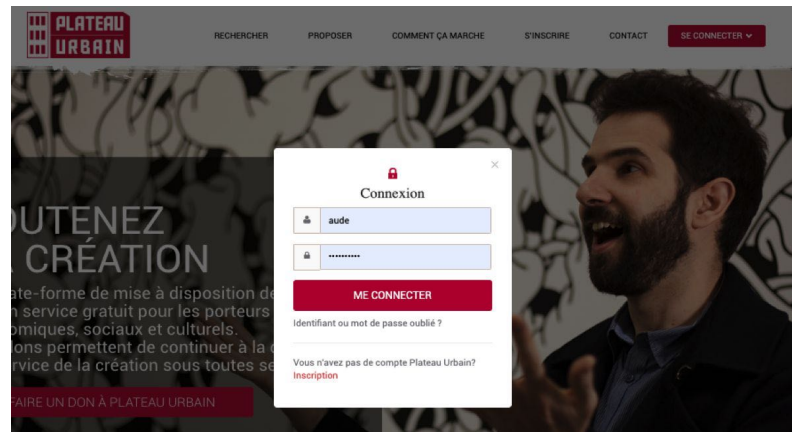 PLATEAU
URBAIN
RECHERCHER
PROPOSER
COMMENT ÇA MARCHE
S'INSCRIRE
CONTACT
SE CONNECTER
OUTENEZ
CRÉATION
ate-forme de mise à disposition de
n service gratuit pour les porteurs
omiques, sociaux et culturels.
ons permettent de continuer à la
rvice de la création sous toutes se
FAIRE UN DON À PLATEAU URBAIN
×
Connexion
aude
••••••••••
ME CONNECTER
Identifiant ou mot de passe oublié ?
Vous n'avez pas de compte Plateau Urbain?
Inscription